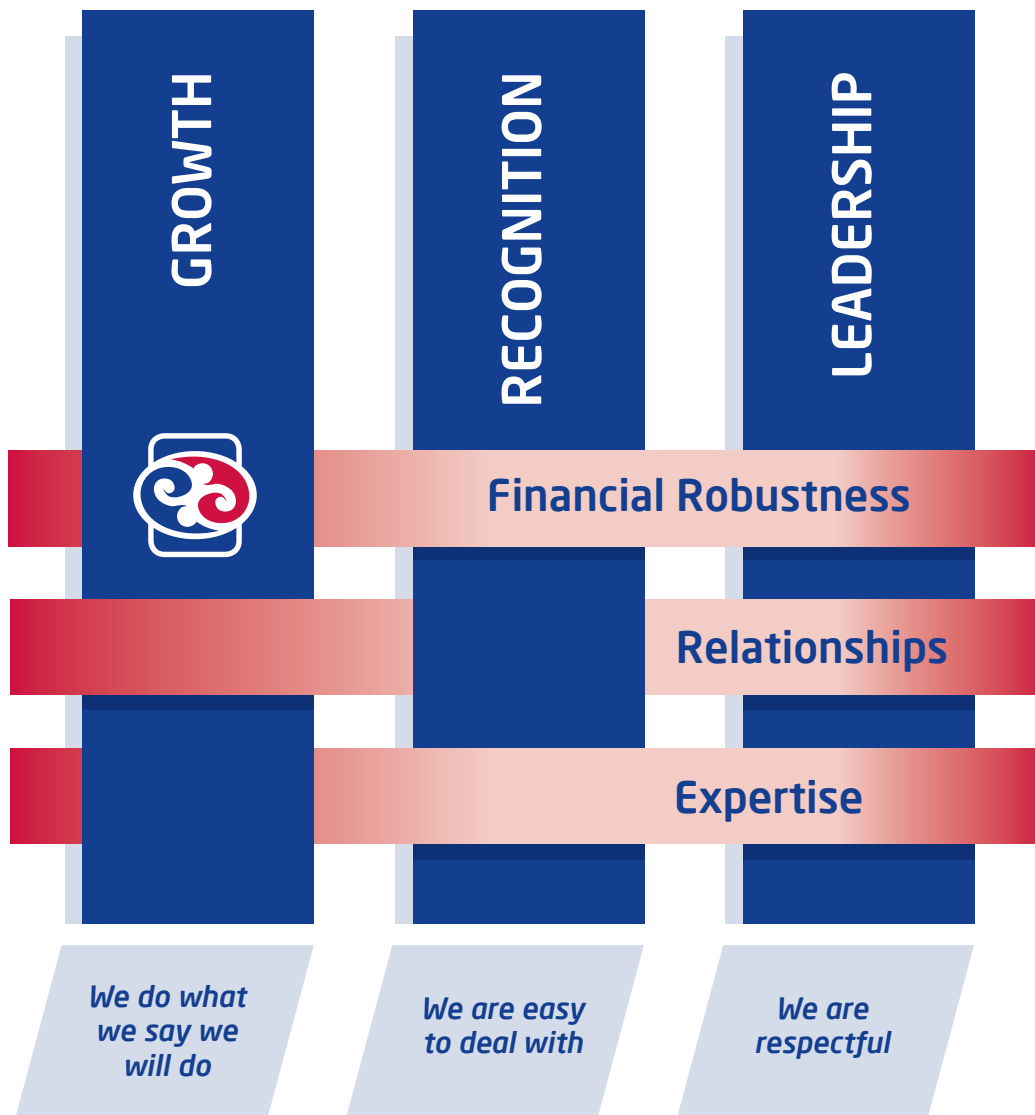 GROWTH
RECOGNITION
LEADERSHIP
Financial Robustness
Relationships
Expertise
We do what
we say we
will do
We are easy
to deal with
We are
respectful